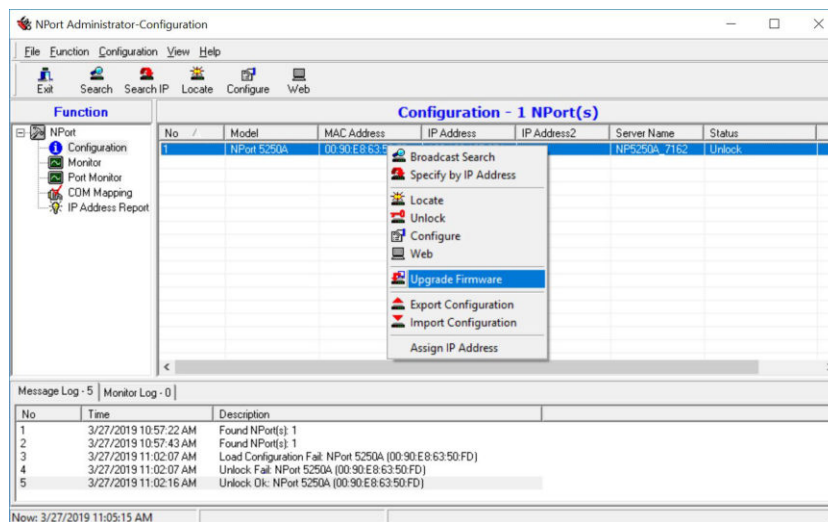 NPort Administrator-Configuration
File Function Configuration View Help
Exit Search Search IP Locate Configure Web
Function
Configuration - 1 NPort(s)
NPort
Configuration
Monitor
Port Monitor
COM Mapping
IP Address Report
No Model MAC Address IP Address IP Address2 Server Name Status
1 NPort 5250A 00:90:E8:63:5 NP5250A_7162 Unlock
Broadcast Search
Specify by IP Address
Locate
Unlock
Configure
Web
Upgrade Firmware
Export Configuration
Import Configuration
Assign IP Address
Message Log - 5 Monitor Log - 0
No Time Description
1 3/27/2019 10:57:22 AM Found NPort(s): 1
2 3/27/2019 10:57:43 AM Found NPort(s): 1
3 3/27/2019 11:02:07 AM Load Configuration Fail: NPort 5250A (00:90:E8:63:50:FD)
4 3/27/2019 11:02:07 AM Unlock Fail: NPort 5250A (00:90:E8:63:50:FD)
5 3/27/2019 11:02:16 AM Unlock Ok: NPort 5250A (00:90:E8:63:50:FD)
Now: 3/27/2019 11:05:15 AM